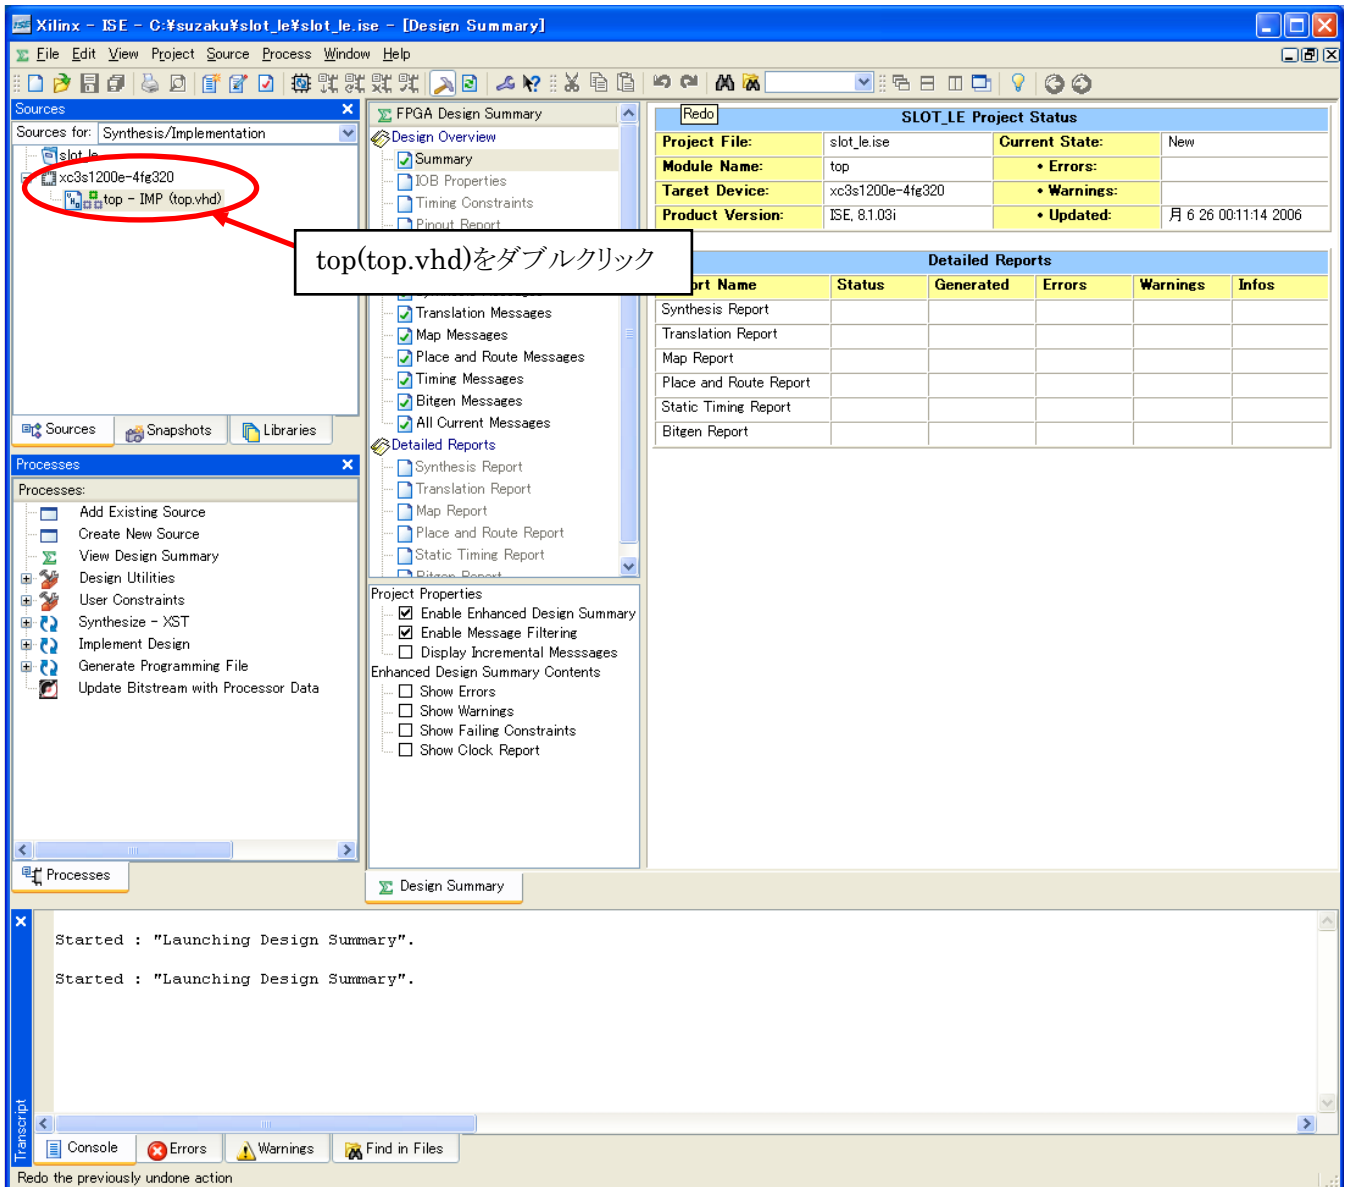 Xilinx - ISE - C:¥suzaku¥slot_le¥slot_le.ise - [Design Summary]
File Edit View Project Source Process Window Help
Sources
Sources for: Synthesis/Implementation
slot_le
xc3s1200e-4fg320
top - IMP (top.vhd)
Sources Snapshots Libraries
Processes
Processes:
Add Existing Source
Create New Source
View Design Summary
Design Utilities
User Constraints
Synthesize - XST
Implement Design
Generate Programming File
Update Bitstream with Processor Data
Processes
FPGA Design Summary
Design Overview
Summary
IOB Properties
Timing Constraints
Pinout Report
top(top.vhd)をダブルクリック
Translation Messages
Map Messages
Place and Route Messages
Timing Messages
Bitgen Messages
All Current Messages
Detailed Reports
Synthesis Report
Translation Report
Map Report
Place and Route Report
Static Timing Report
Bitgen Report
Project Properties
Enable Enhanced Design Summary
Enable Message Filtering
Display Incremental Messsages
Enhanced Design Summary Contents
Show Errors
Show Warnings
Show Failing Constraints
Show Clock Report
Design Summary
Redo
SLOT_LE Project Status
Project File: slot_le.ise Current State: New
Module Name: top • Errors:
Target Device: xc3s1200e-4fg320 • Warnings:
Product Version: ISE, 8.1.03i • Updated: 月 6 26 00:11:14 2006
Detailed Reports
Name Status Generated Errors Warnings Infos
Synthesis Report
Translation Report
Map Report
Place and Route Report
Static Timing Report
Bitgen Report
Started : "Launching Design Summary".
Started : "Launching Design Summary".
Transcript
Console Errors Warnings Find in Files
Redo the previously undone action